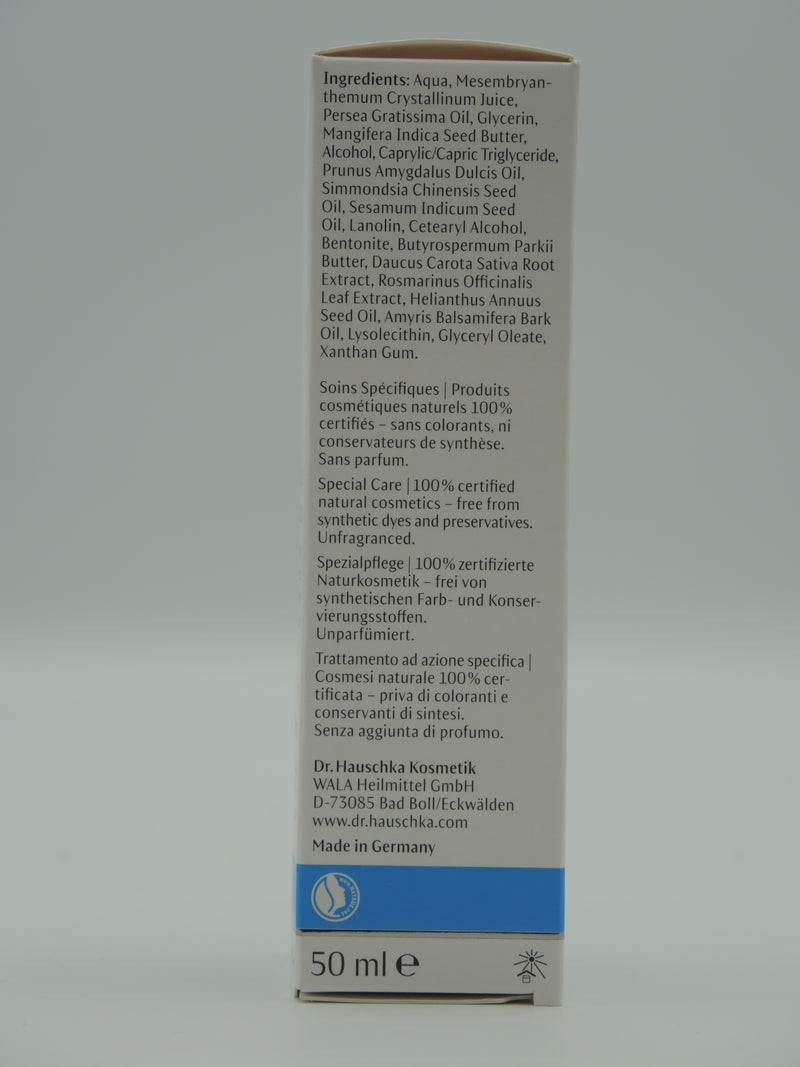 Ingredients: Aqua, Mesembryan-
themum Crystallinum Juice,
Persea Gratissima Oil, Glycerin,
Mangifera Indica Seed Butter,
Alcohol, Caprylic/Capric Triglyceride,
Prunus Amygdalus Dulcis Oil,
Simmondsia Chinensis Seed
Oil, Sesamum Indicum Seed
Oil, Lanolin, Cetearyl Alcohol,
Bentonite, Butyrospermum Parkii
Butter, Daucus Carota Sativa Root
Extract, Rosmarinus Officinalis
Leaf Extract, Helianthus Annuus
Seed Oil, Amyris Balsamifera Bark
Oil, Lysolecithin, Glyceryl Oleate,
Xanthan Gum.
Soins Spécifiques | Produits
cosmétiques naturels 100%
certifiés – sans colorants, ni
conservateurs de synthèse.
Sans parfum.
Special Care | 100% certified
natural cosmetics – free from
synthetic dyes and preservatives.
Unfragranced.
Spezialpflege | 100% zertifizierte
Naturkosmetik – frei von
synthetischen Farb- und Konser-
vierungsstoffen.
Unparfümiert.
Trattamento ad azione specifica |
Cosmesi naturale 100% cer-
tificata – priva di coloranti e
conservanti di sintesi.
Senza aggiunta di profumo.
Dr. Hauschka Kosmetik
WALA Heilmittel GmbH
D-73085 Bad Boll/Eckwälden
www.dr.hauschka.com
Made in Germany
50 ml e